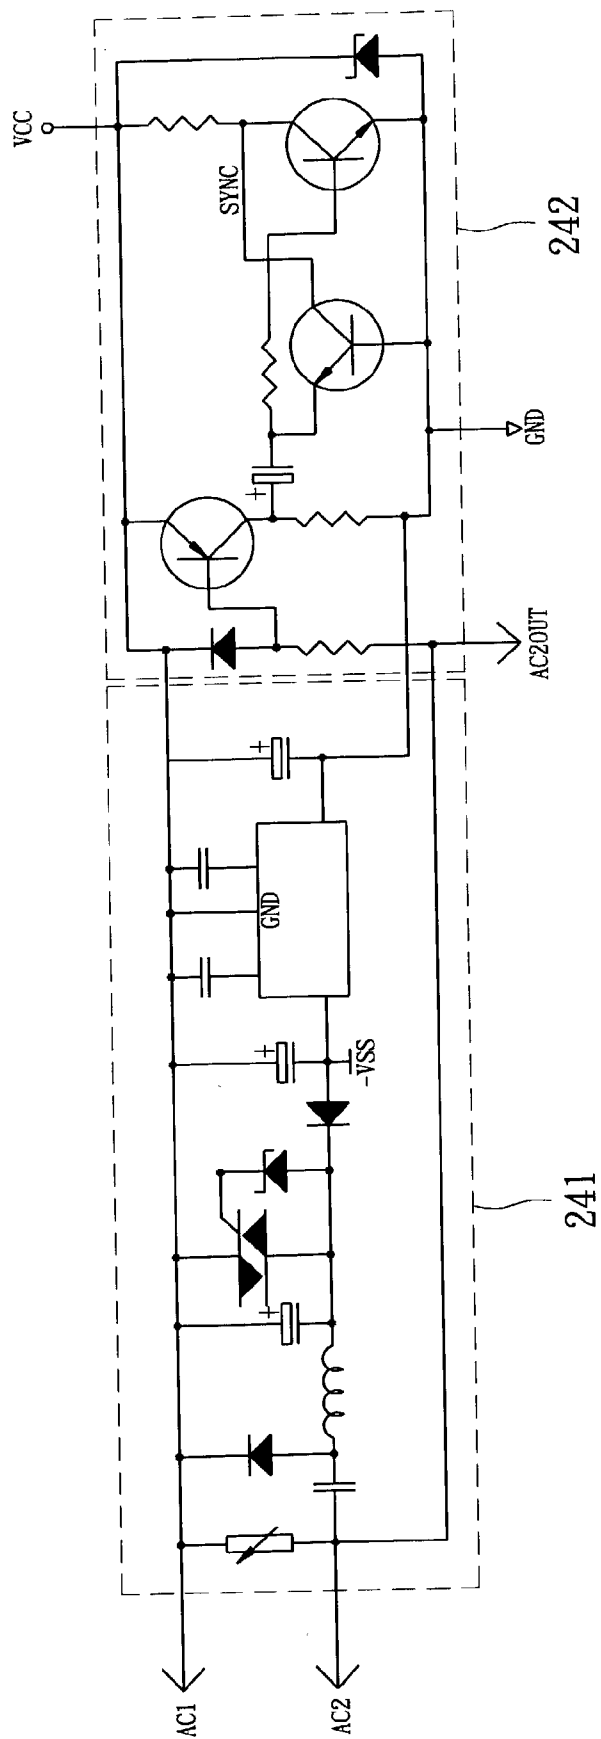 VCC
SYNC
242
+
GND
AC2OUT
+
GND
+
-VSS
+
241
AC1
AC2